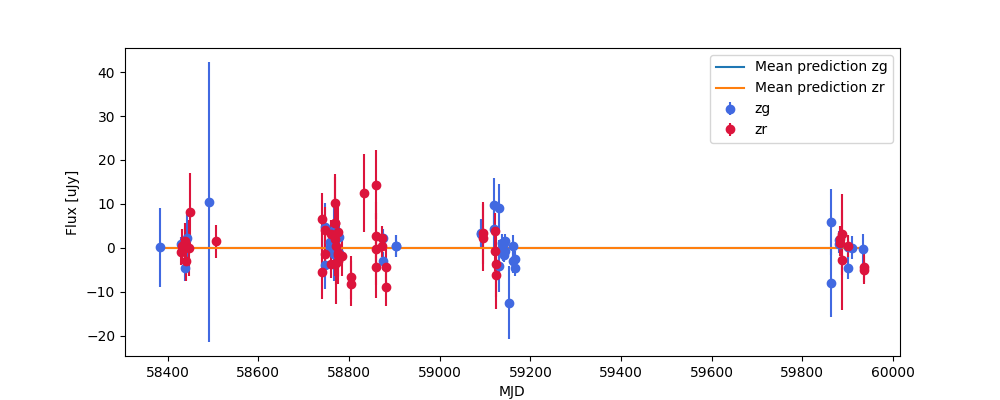 Mean prediction zg
Mean prediction zr
zg
zr
Flux [uJy]
40
30
20
10
0
−10
−20
58400 58600 58800 59000 59200 59400 59600 59800 60000
MJD